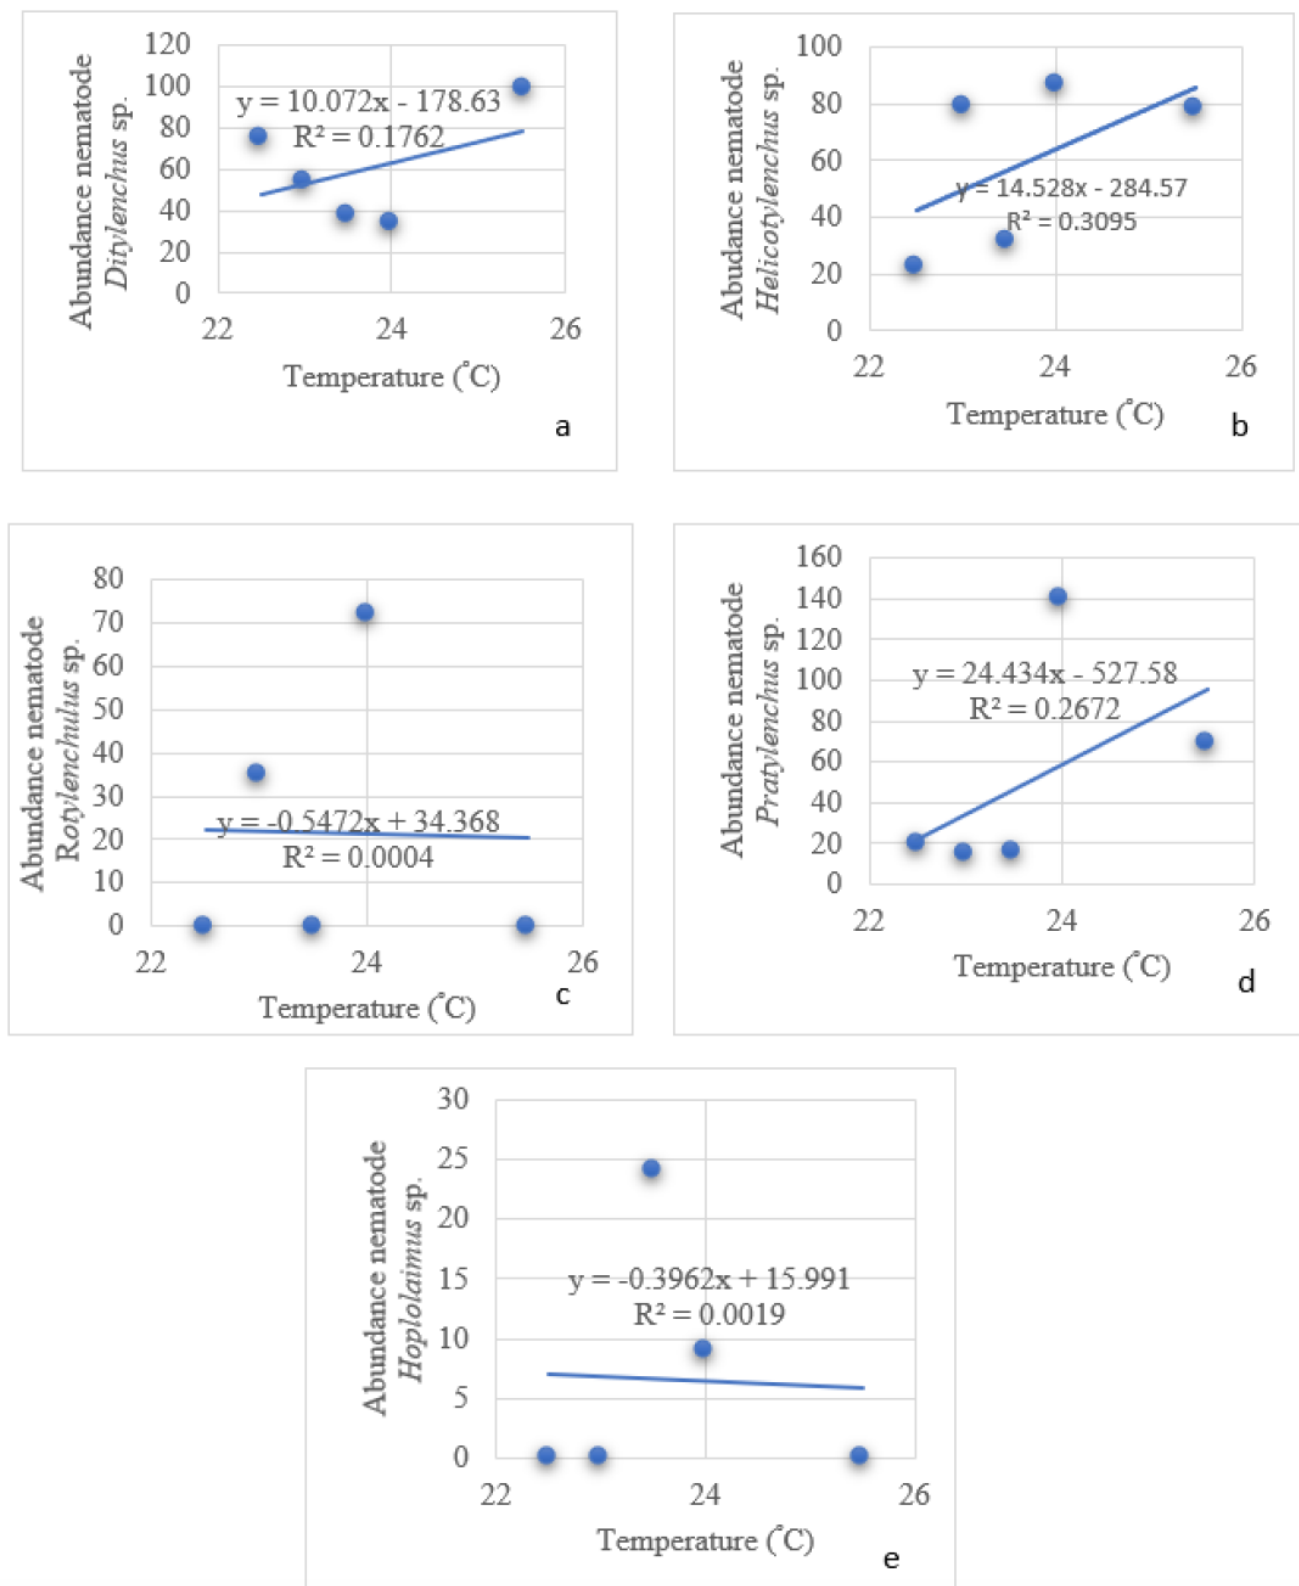 Abundance nematode
Ditylenchus sp.
120
100
80
60
40
20
0
y = 10.072x - 178.63
R² = 0.1762
22
24
26
Temperature (°C)
a
Abudance nematode
Helicotylenchus sp.
100
80
60
40
20
0
y = 14.528x - 284.57
R² = 0.3095
22
24
26
Temperature (°C)
b
Abundance nematode
Rotylenchulus sp.
80
70
60
50
40
30
20
10
0
y = -0.5472x + 34.368
R² = 0.0004
22
24
26
Temperature (°C)
c
Abundance nematode
Pratylenchus sp.
160
140
120
100
80
60
40
20
0
y = 24.434x - 527.58
R² = 0.2672
22
24
26
Temperature (°C)
d
Abundance nematode
Hoplolaimus sp.
30
25
20
15
10
5
0
y = -0.3962x + 15.991
R² = 0.0019
22
24
26
Temperature (°C)
e